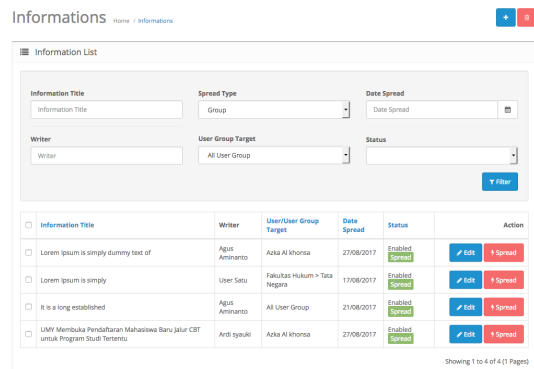 Informations Home / Informations
Information List
Information Title Spread Type Date Spread
Information Title Group Date Spread
Writer User Group Target Status
Writer All User Group
Filter
Information Title Writer User/User Group Target Date Spread Status Action
Lorem Ipsum is simply dummy text of Agus Aminanto Azka Al khonsa 27/08/2017 Enabled Spread Edit Spread
Lorem Ipsum is simply User Satu Fakultas Hukum > Tata Negara 17/08/2017 Enabled Spread Edit Spread
It is a long established Agus Aminanto All User Group 21/08/2017 Enabled Spread Edit Spread
UMY Membuka Pendaftaran Mahasiswa Baru Jalur CBT untuk Program Studi Tertentu Ardi syauki Azka Al khonsa 27/08/2017 Enabled Spread Edit Spread
Showing 1 to 4 of 4 (1 Pages)